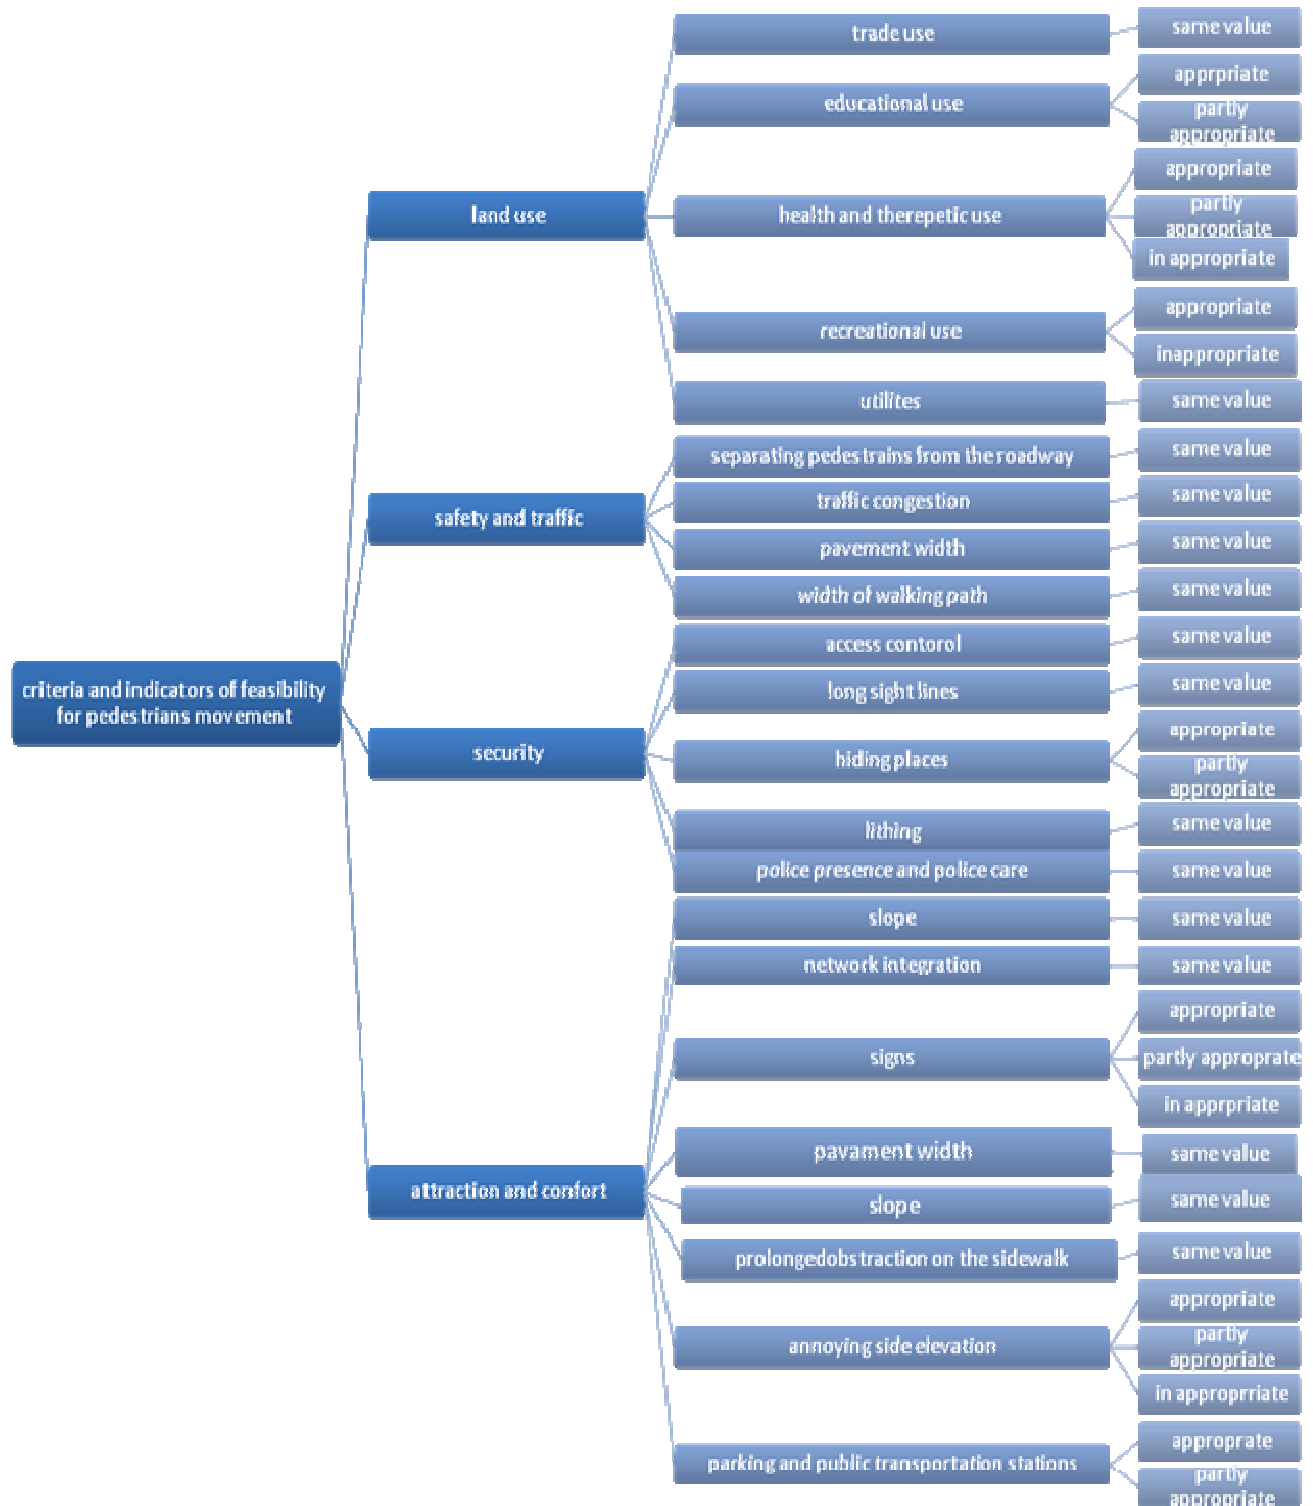 trade use
same value
educational use
apprpriate
partly
appropriate
land use
health and therepetic use
appropriate
partly
appropriate
in appropriate
recreational use
appropriate
inappropriate
utilites
same value
safety and traffic
separating pedestrains from the roadway
same value
traffic congestion
same value
pavement width
same value
width of walking path
same value
criteria and indicators of feasibility
for pedestrians movement
security
access contorol
same value
long sight lines
same value
hiding places
appropriate
partly
appropriate
lithing
same value
police presence and police care
same value
attraction and confort
slope
same value
network integration
same value
signs
appropriate
partly approprate
in apprpriate
pavament width
same value
slope
same value
prolongedobstraction on the sidewalk
same value
annoying side elevation
appropriate
partly
appropriate
in approprriate
parking and public transportation stations
approprate
partly
appropriate